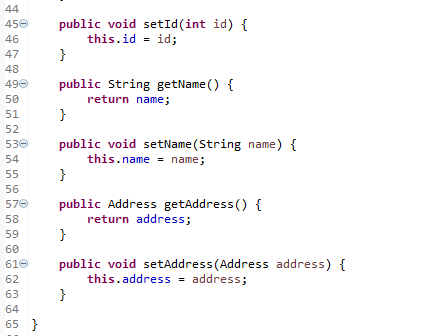 44
45 public void setId(int id) {
46 this.id = id;
47 }
48
49 public String getName() {
50 return name;
51 }
52
53 public void setName(String name) {
54 this.name = name;
55 }
56
57 public Address getAddress() {
58 return address;
59 }
60
61 public void setAddress(Address address) {
62 this.address = address;
63 }
64
65 }